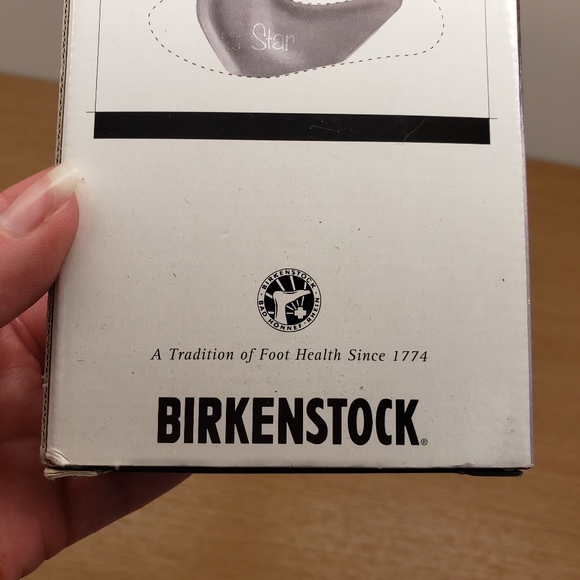 Star
BIRKENSTOCK
BAD HONNEF - RHEIN
A Tradition of Foot Health Since 1774
BIRKENSTOCK®